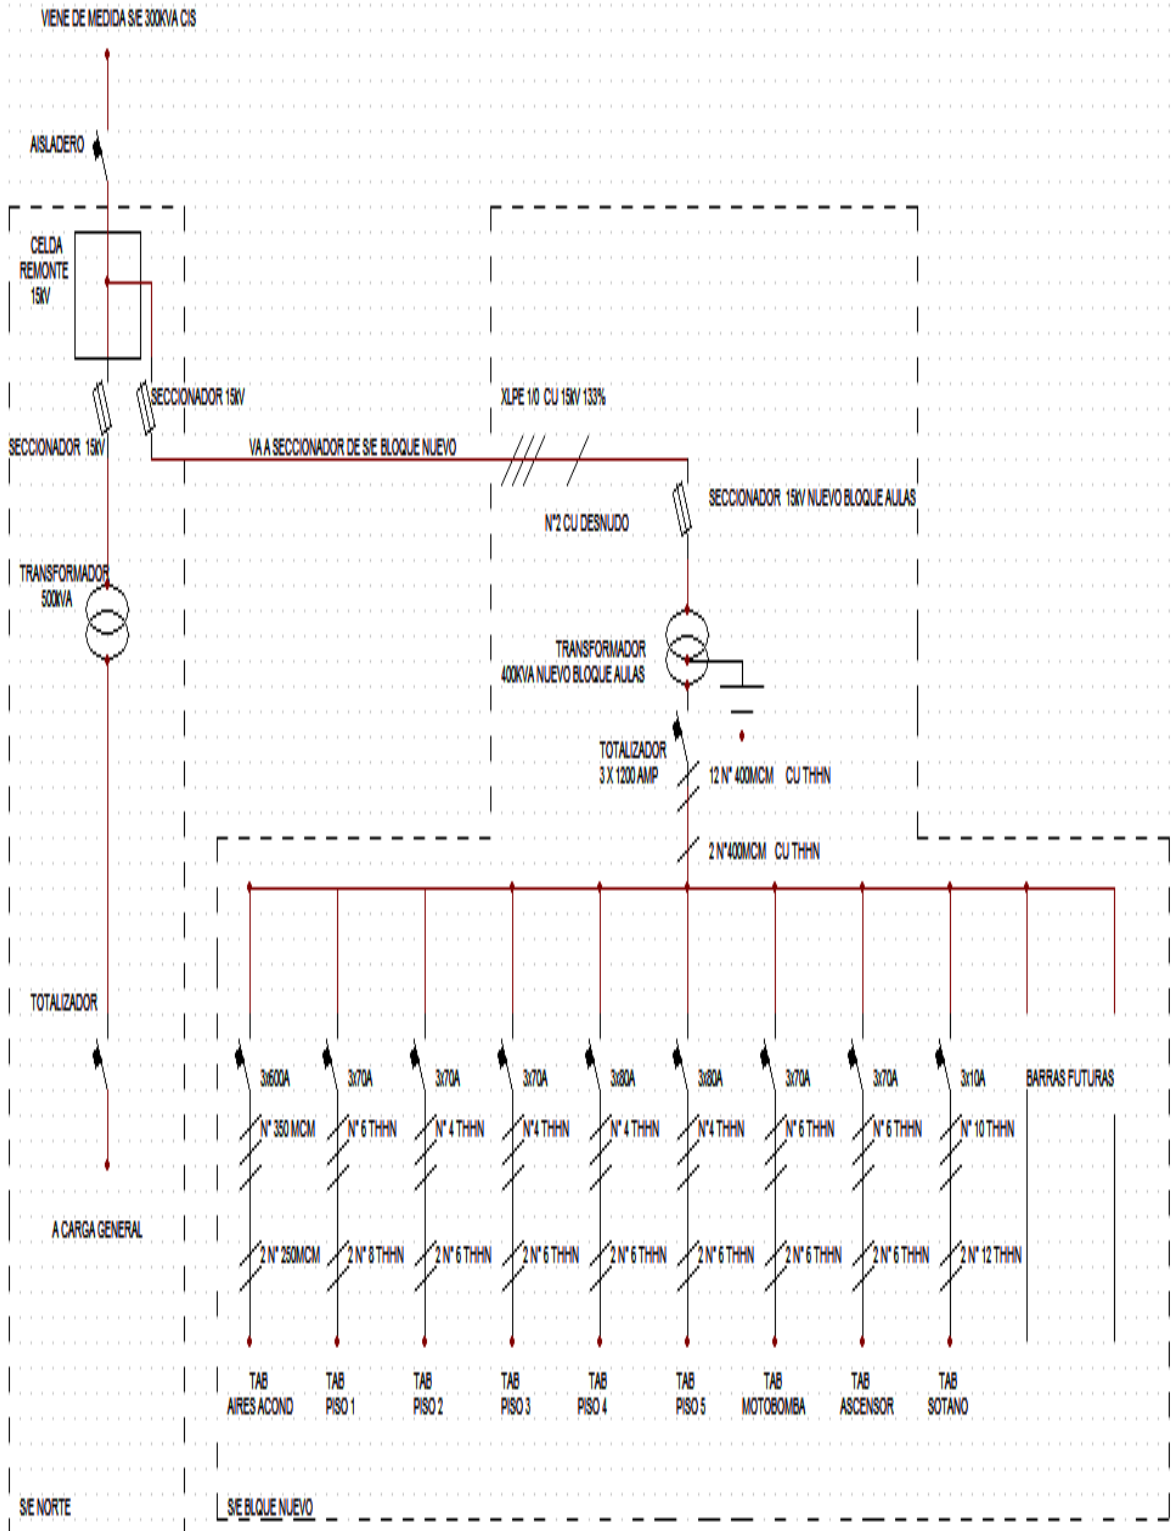 VIENE DE MEDIDA S/E 300KVA CIS
AISLADERO
CELDA
REMONTE
15kV
SECCIONADOR 15kV
XLPE 1/0 CU 15kV 133%
SECCIONADOR 15kV
VA A SECCIONADOR DE S/E BLOQUE NUEVO
SECCIONADOR 15kV NUEVO BLOQUE AULAS
N°2 CU DESNUDO
TRANSFORMADOR
500kVA
TRANSFORMADOR
400KVA NUEVO BLOQUE AULAS
TOTALIZADOR
3 X 1200 AMP
12 N° 400MCM CU THHN
2 N°400MCM CU THHN
TOTALIZADOR
3x600A
3x70A
3x70A
3x70A
3x80A
3x80A
3x70A
3x70A
3x10A
BARRAS FUTURAS
N° 350 MCM
N° 6 THHN
N° 4 THHN
N°4 THHN
N° 4 THHN
N°4 THHN
N° 6 THHN
N° 6 THHN
N° 10 THHN
A CARGA GENERAL
2 N° 250MCM
2 N° 8 THHN
2 N° 6 THHN
2 N° 6 THHN
2 N° 6 THHN
2 N° 6 THHN
2 N° 6 THHN
2 N° 6 THHN
2 N° 12 THHN
TAB
AIRES ACOND
TAB
PISO 1
TAB
PISO 2
TAB
PISO 3
TAB
PISO 4
TAB
PISO 5
TAB
MOTOBOMBA
TAB
ASCENSOR
TAB
SOTANO
S/E NORTE
S/E BLQUE NUEVO